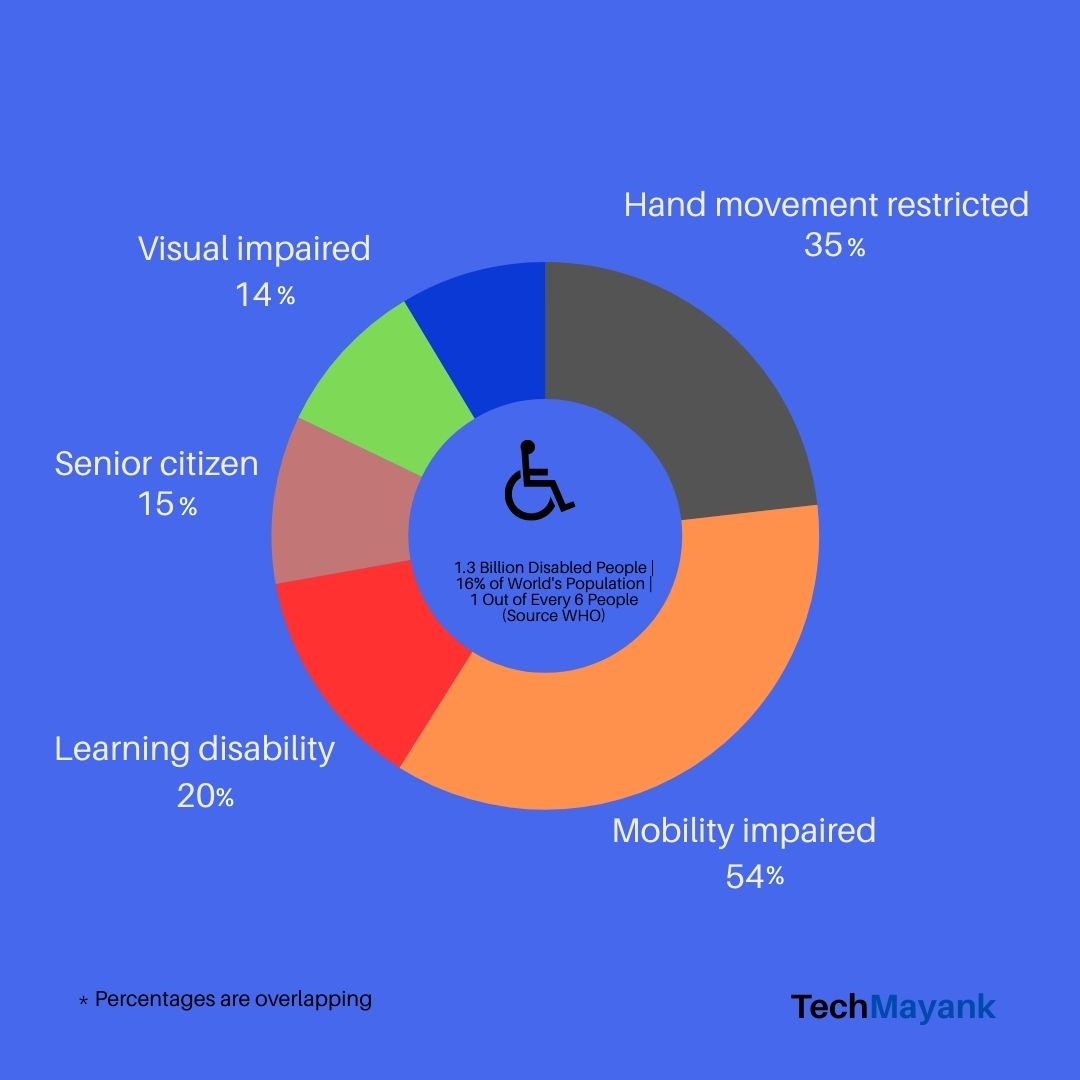 Hand movement restricted
35%
Visual impaired
14%
Senior citizen
15%
1.3 Billion Disabled People |
16% of World's Population |
1 Out of Every 6 People
(Source WHO)
Learning disability
20%
Mobility impaired
54%
* Percentages are overlapping
TechMayank